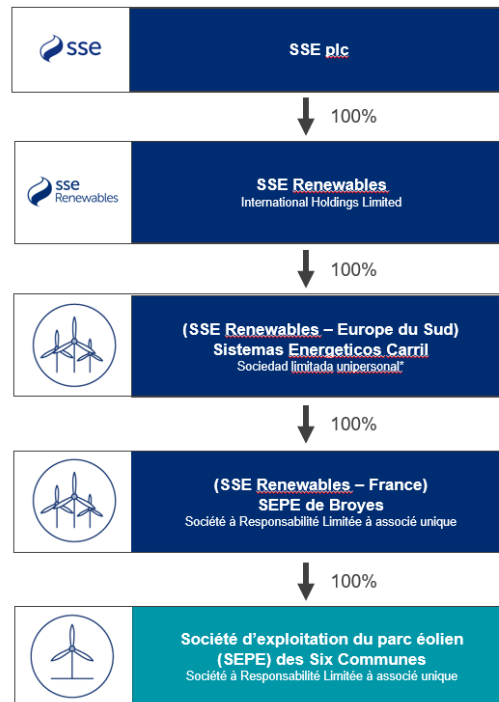 sse
SSE plc
100%
sse
Renewables
SSE Renewables
International Holdings Limited
100%
(SSE Renewables – Europe du Sud)
Sistemas Energeticos Carril
Sociedad limitada unipersonal*
100%
(SSE Renewables – France)
SEPE de Broyes
Société à Responsabilité Limitée à associé unique
100%
Société d'exploitation du parc éolien
(SEPE) des Six Communes
Société à Responsabilité Limitée à associé unique